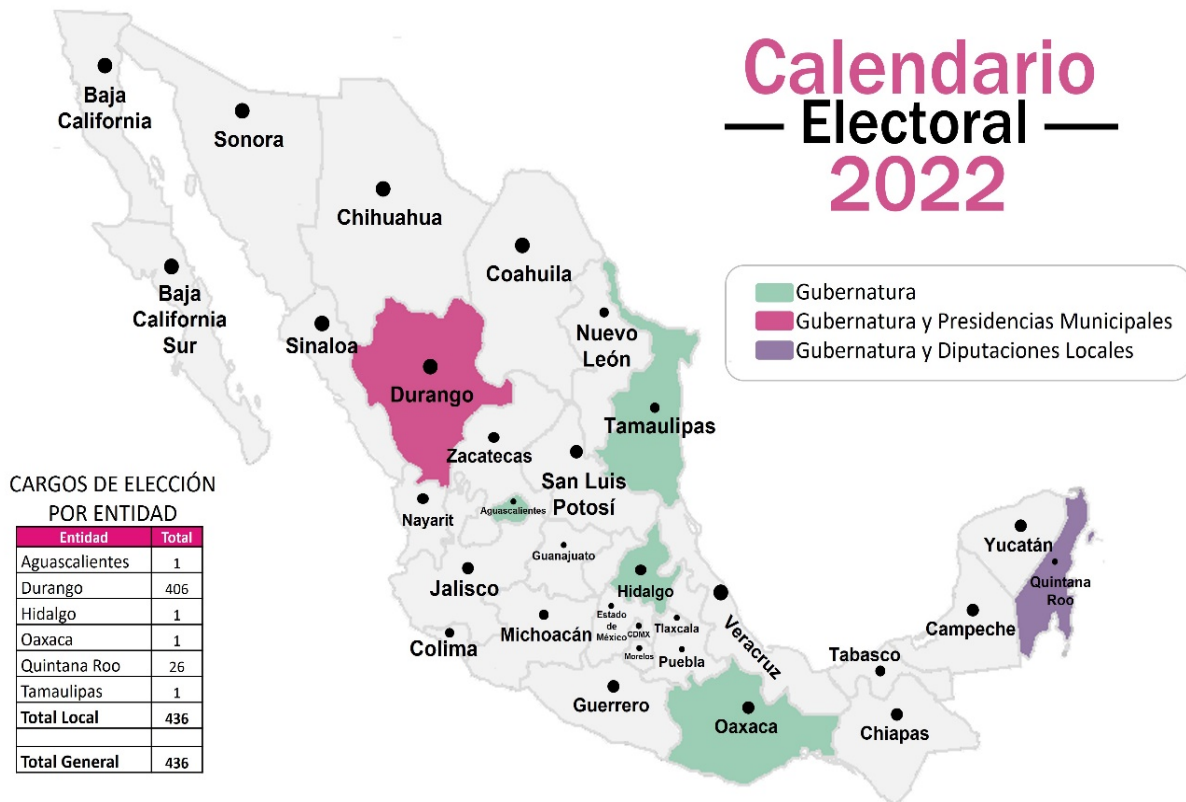 Calendario
Electoral
2022
Gubernatura
Gubernatura y Presidencias Municipales
Gubernatura y Diputaciones Locales
Baja
California
Sonora
Chihuahua
Coahuila
Baja
California
Sur
Sinaloa
Nuevo
León
Durango
Tamaulipas
Zacatecas
San Luis
Potosí
Nayarit
Aguascalientes
Guanajuato
Jalisco
Hidalgo
Yucatán
Quintana
Roo
Estado
de
México
CDMX
Tlaxcala
Michoacán
Colima
Morelos
Puebla
Veracruz
Campeche
Tabasco
Guerrero
Oaxaca
Chiapas
CARGOS DE ELECCIÓN
POR ENTIDAD
Entidad Total
Aguascalientes 1
Durango 406
Hidalgo 1
Oaxaca 1
Quintana Roo 26
Tamaulipas 1
Total Local 436
Total General 436